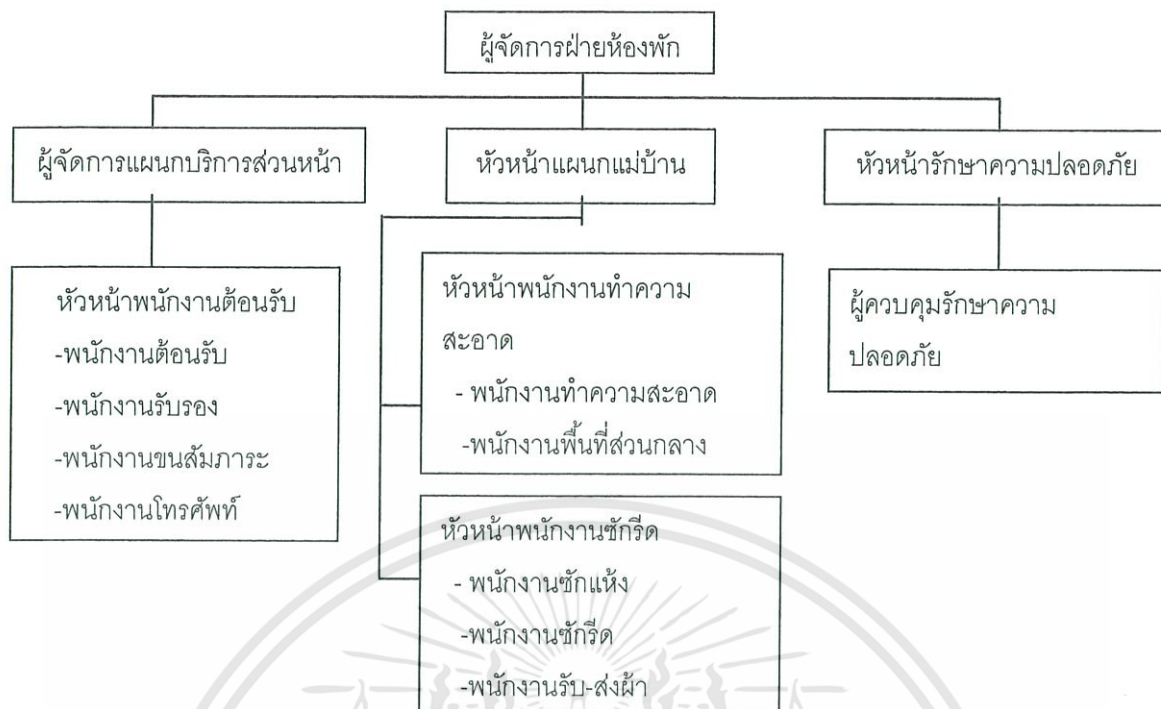 ผู้จัดการฝ่ายห้องพัก
ผู้จัดการแผนกบริการส่วนหน้า
หัวหน้าแผนกแม่บ้าน
หัวหน้ารักษาความปลอดภัย
หัวหน้าพนักงานต้อนรับ
-พนักงานต้อนรับ
-พนักงานรับรอง
-พนักงานขนสัมภาระ
-พนักงานโทรศัพท์
หัวหน้าพนักงานทำความ
สะอาด
- พนักงานทำความสะอาด
-พนักงานพื้นที่ส่วนกลาง
หัวหน้าพนักงานซักรีด
- พนักงานซักแห้ง
-พนักงานซักรีด
-พนักงานรับ-ส่งผ้า
ผู้ควบคุมรักษาความ
ปลอดภัย